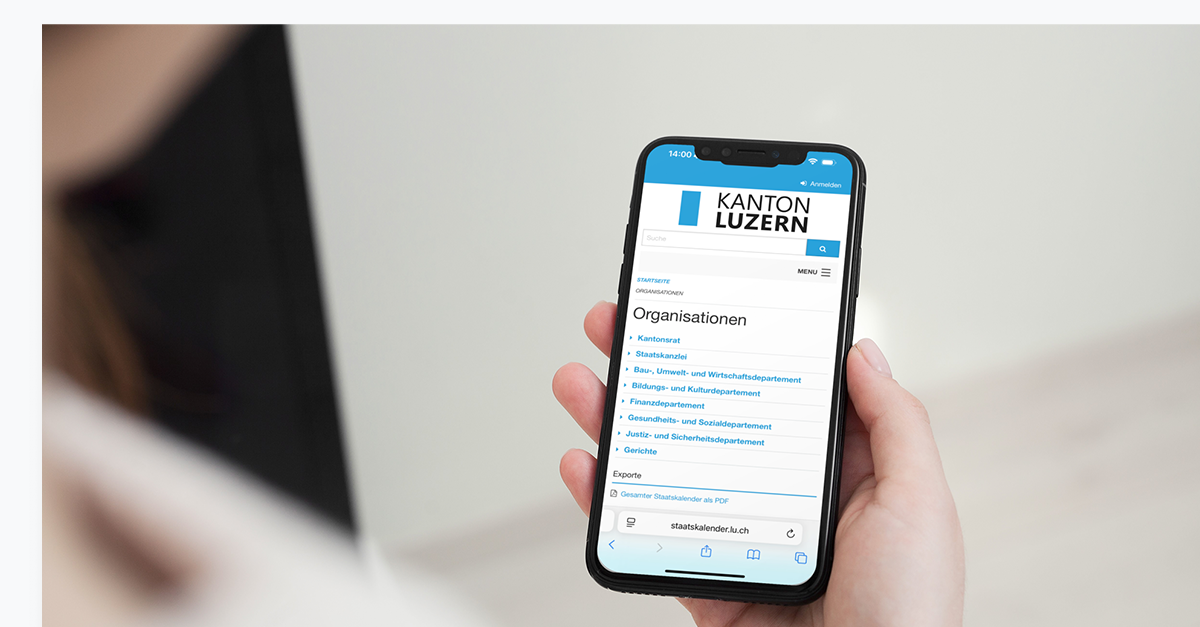 14:00
Anmelden
KANTON
LUZERN
Suche
MENU
STARTSEITE
ORGANISATIONEN
Organisationen
Kantonsrat
Staatskanzlei
Bau-, Umwelt- und Wirtschaftsdepartement
Bildungs- und Kulturdepartement
Finanzdepartement
Gesundheits- und Sozialdepartement
Justiz- und Sicherheitsdepartement
Gerichte
Exporte
Gesamter Staatskalender als PDF
staatskalender.lu.ch